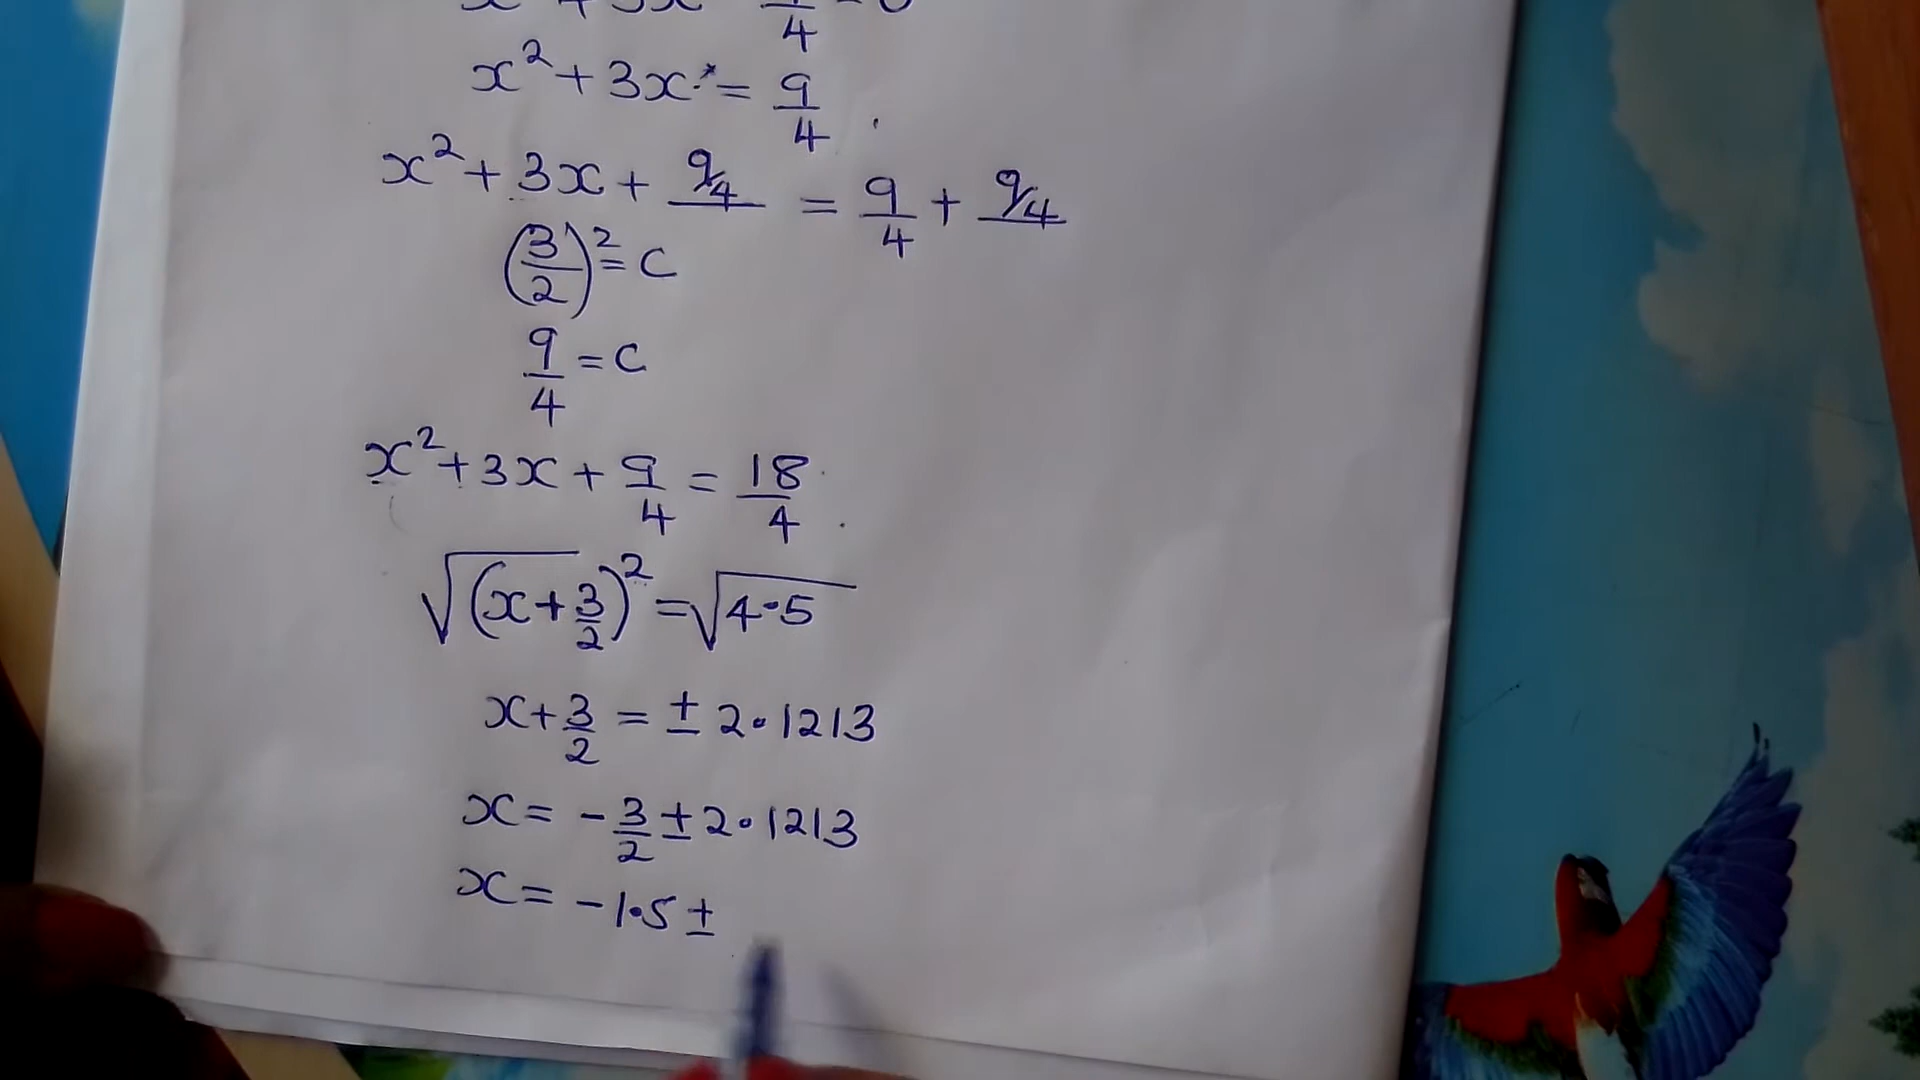 x² + 3x = 9/4
x² + 3x + 9/4 = 9/4 + 9/4
(3/2)² = C
9/4 = C
x² + 3x + 9/4 = 18/4
√(x + 3/2)² = √4·5
x + 3/2 = ± 2·1213
x = - 3/2 ± 2·1213
x = - 1·5 ±